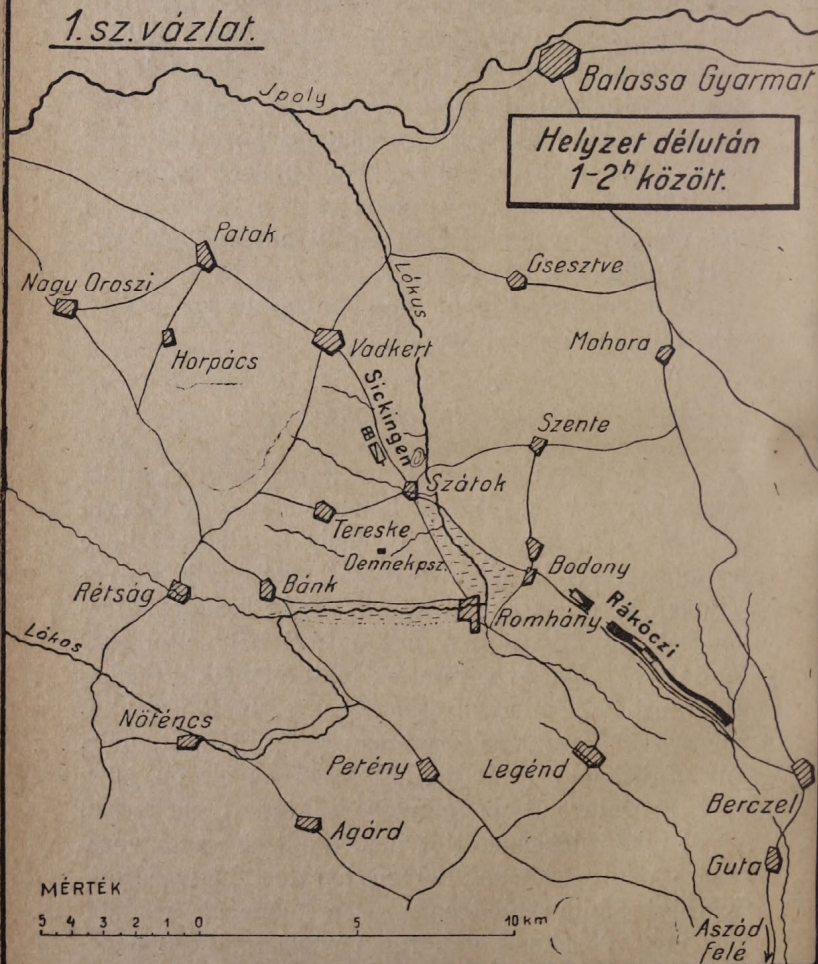 1. sz. vázlat.
Jpoly
Balassa Gyarmat
Helyzet délután
1-2ʰ között.
Patak
Nagy Oroszi
Lókus
Csesztve
Horpács
Vadkert
Mohora
Sickingen
Szente
Szátok
Tereske
Dennekpsz.
Bodony
Rétság
Bánk
Romhány
Rákóczi
Lókos
Nőténcs
Petény
Legénd
Berczel
Agárd
Guta
MÉRTÉK
5 4 3 2 1 0 5 10 km
Aszód
felé